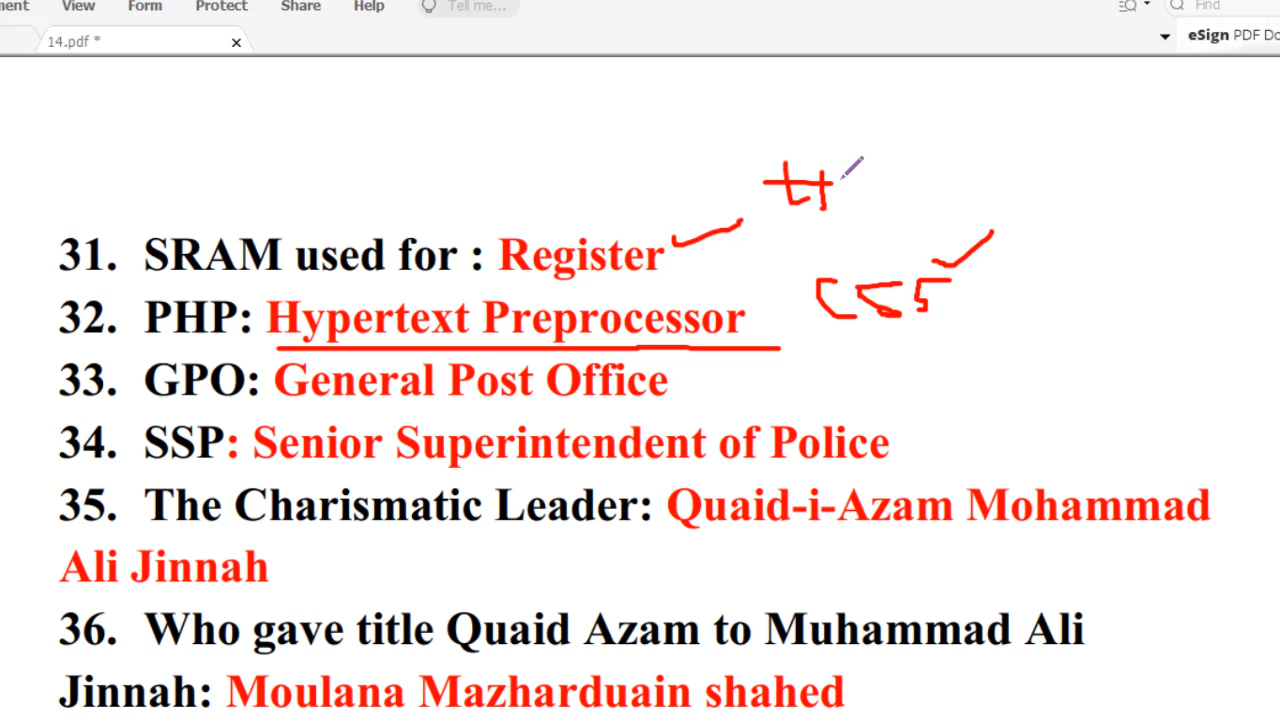 View Form Protect Share Help Tell me... Find
14.pdf * eSign PDF Do
31. SRAM used for : Register
32. PHP: Hypertext Preprocessor
33. GPO: General Post Office
34. SSP: Senior Superintendent of Police
35. The Charismatic Leader: Quaid-i-Azam Mohammad
Ali Jinnah
36. Who gave title Quaid Azam to Muhammad Ali
Jinnah: Moulana Mazharduain shahed